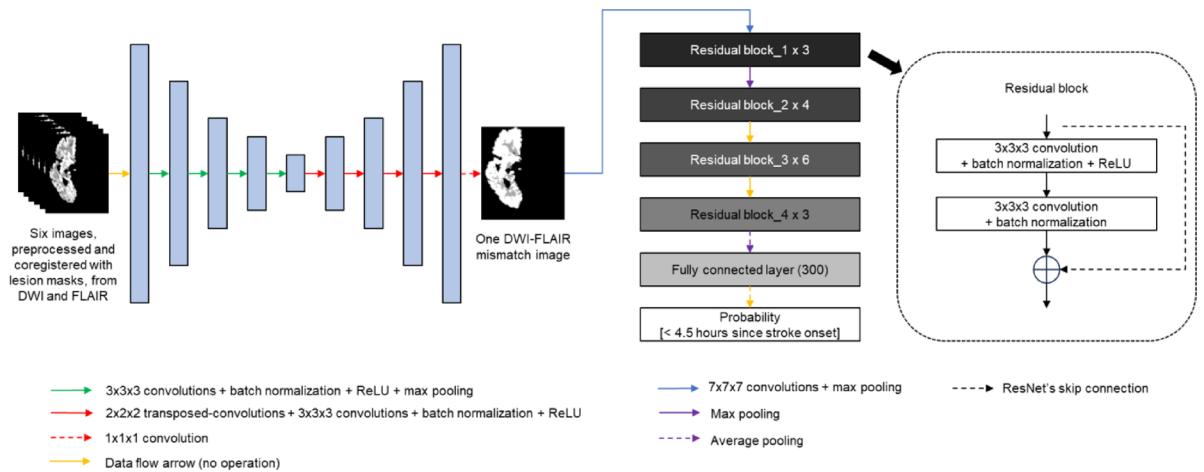 Six images,
preprocessed and
coregistered with
lesion masks, from
DWI and FLAIR
One DWI-FLAIR
mismatch image
Residual block_1 x 3
Residual block_2 x 4
Residual block_3 x 6
Residual block_4 x 3
Fully connected layer (300)
Probability
[< 4.5 hours since stroke onset]
Residual block
3x3x3 convolution
+ batch normalization + ReLU
3x3x3 convolution
+ batch normalization
3x3x3 convolutions + batch normalization + ReLU + max pooling
2x2x2 transposed-convolutions + 3x3x3 convolutions + batch normalization + ReLU
1x1x1 convolution
Data flow arrow (no operation)
7x7x7 convolutions + max pooling
Max pooling
Average pooling
ResNet's skip connection